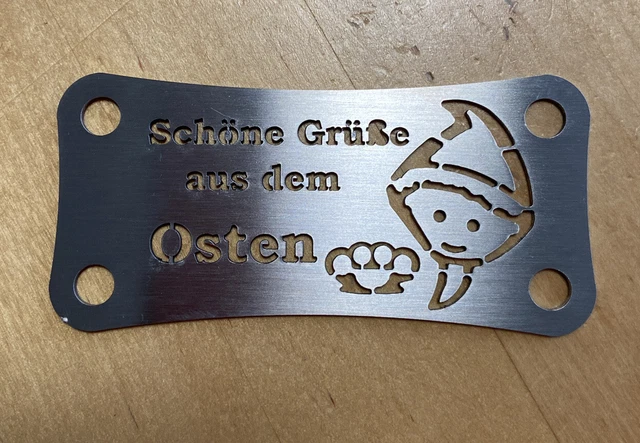 Schöne Grüße
aus dem
Osten